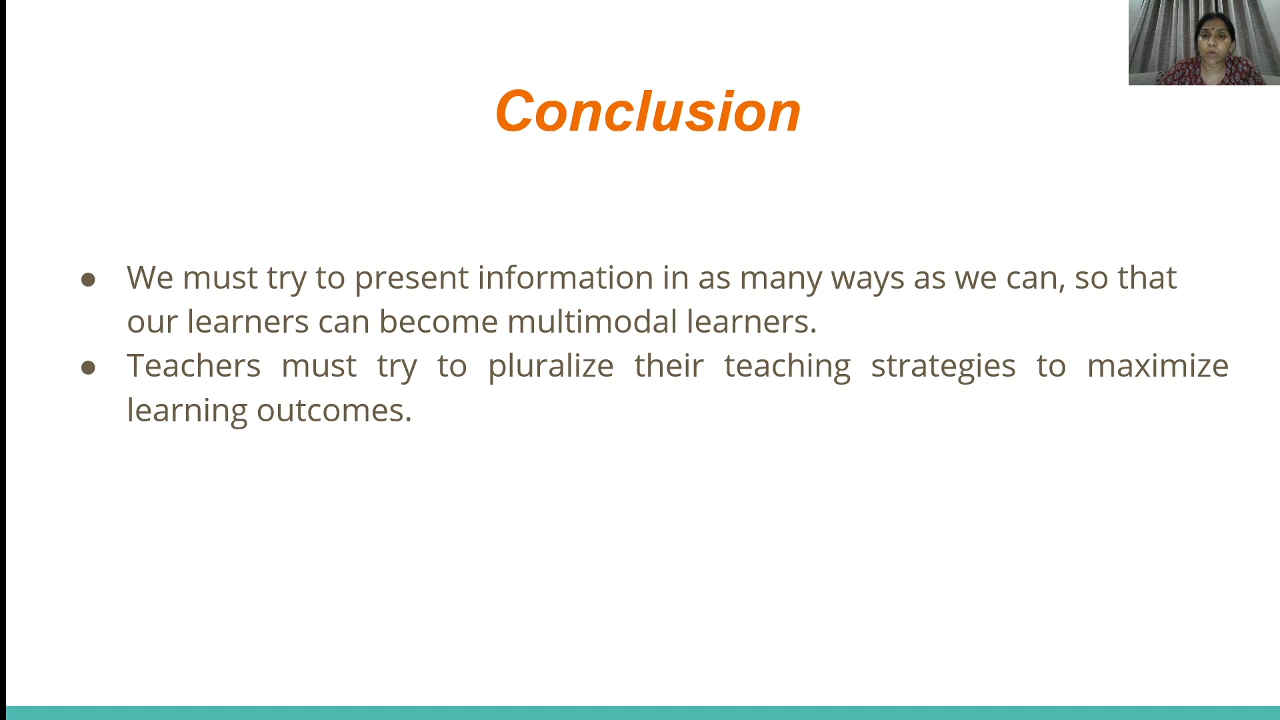 Conclusion
● We must try to present information in as many ways as we can, so that
our learners can become multimodal learners.
● Teachers must try to pluralize their teaching strategies to maximize
learning outcomes.